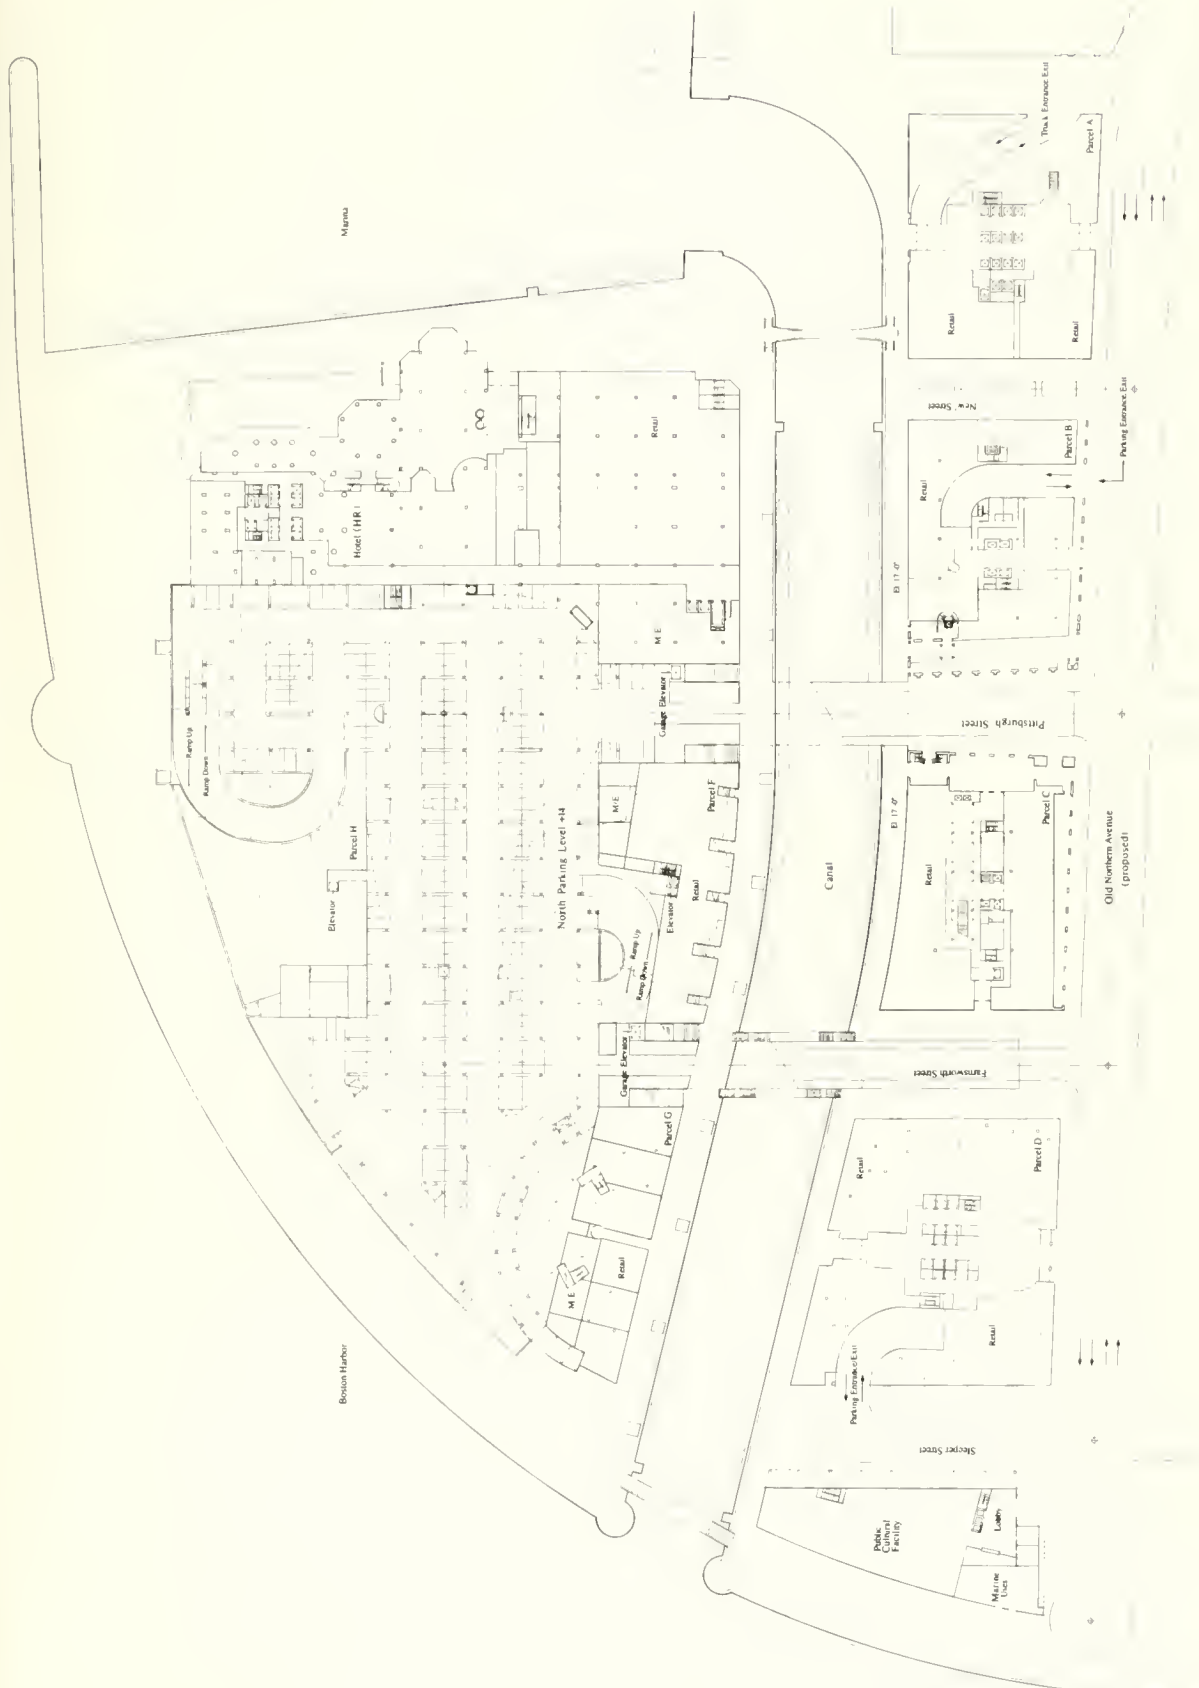 Marina
Truck Entrance/Exit
Parcel A
Retail
Retail
New Street
Parking Entrance/Exit
Parcel B
Retail
Retail
Hotel (HR)
El 17'-0"
M/E
Garage Elevator
Pittsburgh Street
Ramp Up
Ramp Down
Parcel H
Elevator
North Parking Level +14
M/E
Parcel F
Retail
Elevator
Ramp Up
Ramp Down
Canal
El 17'-0"
Retail
Parcel C
Old Northern Avenue
(proposed)
Garage Elevator
Farnsworth Street
Parcel G
Retail
M/E
Retail
Parcel D
Retail
Parking Entrance/Exit
Boston Harbor
Sleeper Street
Public
Cultural
Facility
Lobby
Marine
Uses